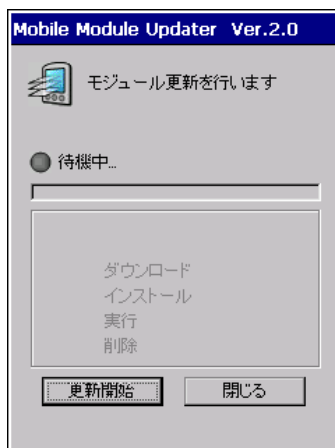 Mobile Module Updater Ver.2.0
モジュール更新を行います
待機中...
ダウンロード
インストール
実行
削除
更新開始
閉じる